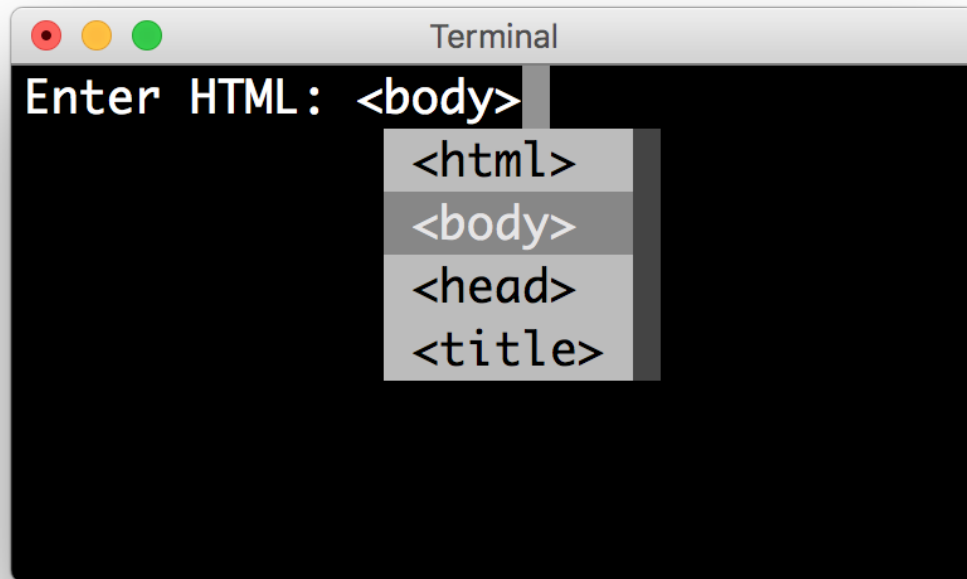 Terminal
Enter HTML: <body>
<html>
<body>
<head>
<title>